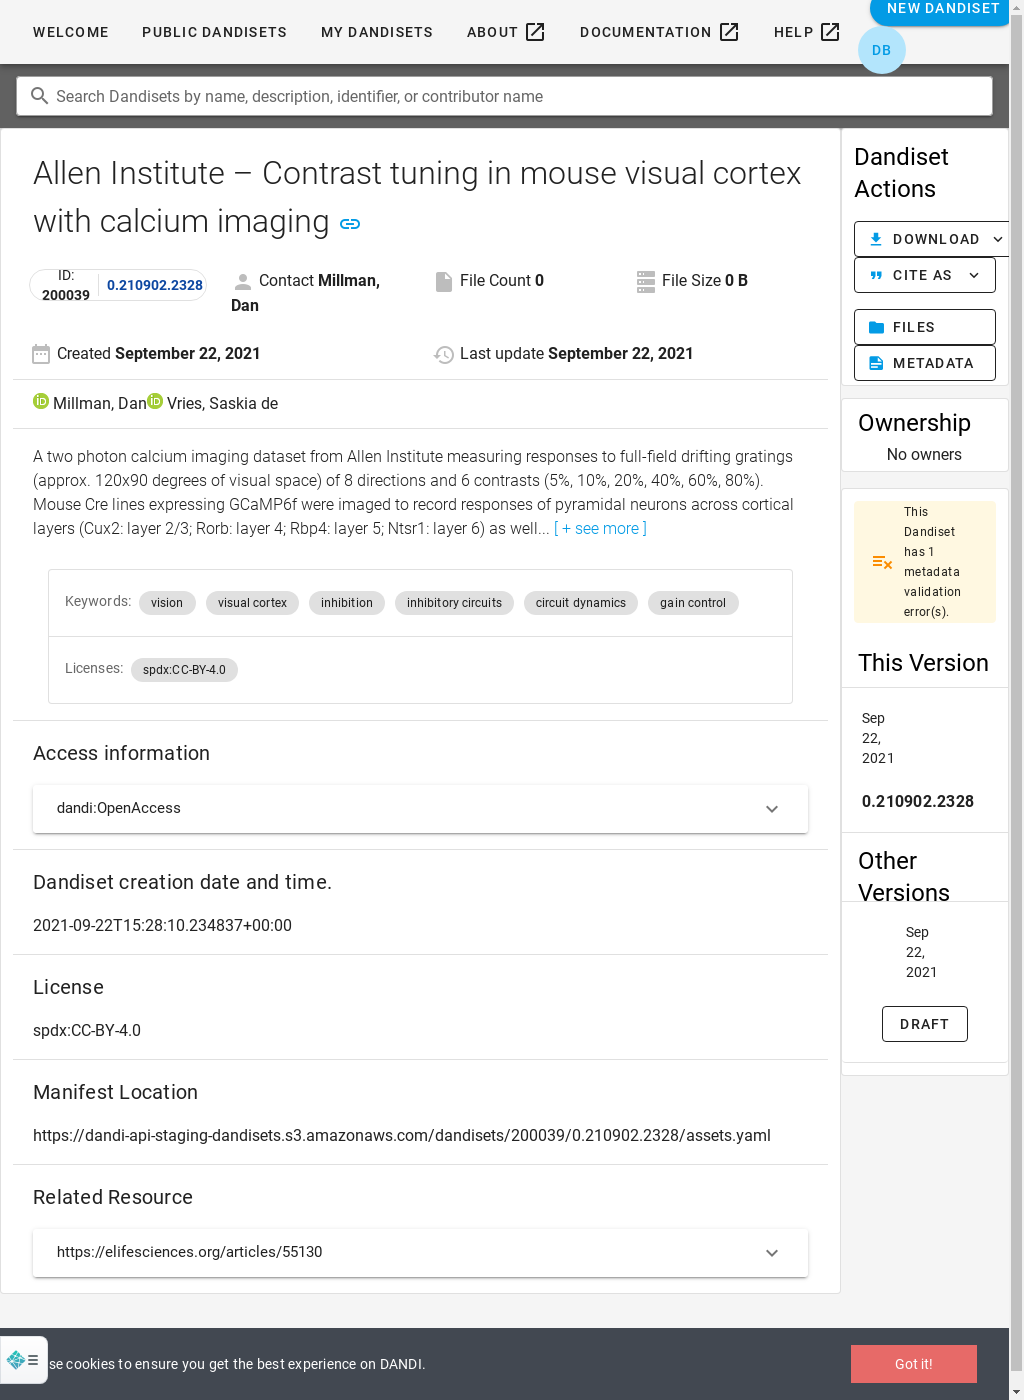 WELCOME PUBLIC DANDISETS MY DANDISETS ABOUT DOCUMENTATION HELP NEW DANDISET
DB
Search Dandisets by name, description, identifier, or contributor name
Allen Institute – Contrast tuning in mouse visual cortex
with calcium imaging
ID:
200039
0.210902.2328
Contact Millman,
Dan
File Count 0
File Size 0 B
Created September 22, 2021
Last update September 22, 2021
Millman, Dan Vries, Saskia de
A two photon calcium imaging dataset from Allen Institute measuring responses to full-field drifting gratings
(approx. 120x90 degrees of visual space) of 8 directions and 6 contrasts (5%, 10%, 20%, 40%, 60%, 80%).
Mouse Cre lines expressing GCaMP6f were imaged to record responses of pyramidal neurons across cortical
layers (Cux2: layer 2/3; Rorb: layer 4; Rbp4: layer 5; Ntsr1: layer 6) as well... [ + see more ]
Keywords: vision visual cortex inhibition inhibitory circuits circuit dynamics gain control
Licenses: spdx:CC-BY-4.0
Access information
dandi:OpenAccess
Dandiset creation date and time.
2021-09-22T15:28:10.234837+00:00
License
spdx:CC-BY-4.0
Manifest Location
https://dandi-api-staging-dandisets.s3.amazonaws.com/dandisets/200039/0.210902.2328/assets.yaml
Related Resource
https://elifesciences.org/articles/55130
Dandiset
Actions
DOWNLOAD
CITE AS
FILES
METADATA
Ownership
No owners
This
Dandiset
has 1
metadata
validation
error(s).
This Version
Sep
22,
2021
0.210902.2328
Other
Versions
Sep
22,
2021
DRAFT
se cookies to ensure you get the best experience on DANDI.
Got it!